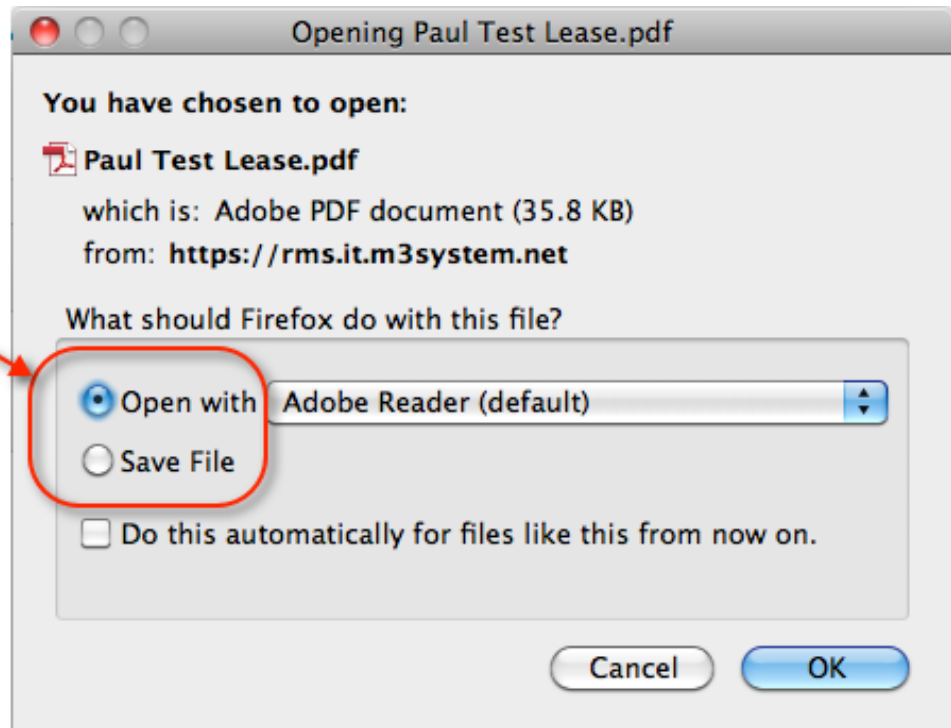 Opening Paul Test Lease.pdf
You have chosen to open:
Paul Test Lease.pdf
which is: Adobe PDF document (35.8 KB)
from: https://rms.it.m3system.net
What should Firefox do with this file?
Open with Adobe Reader (default)
Save File
Do this automatically for files like this from now on.
Cancel OK